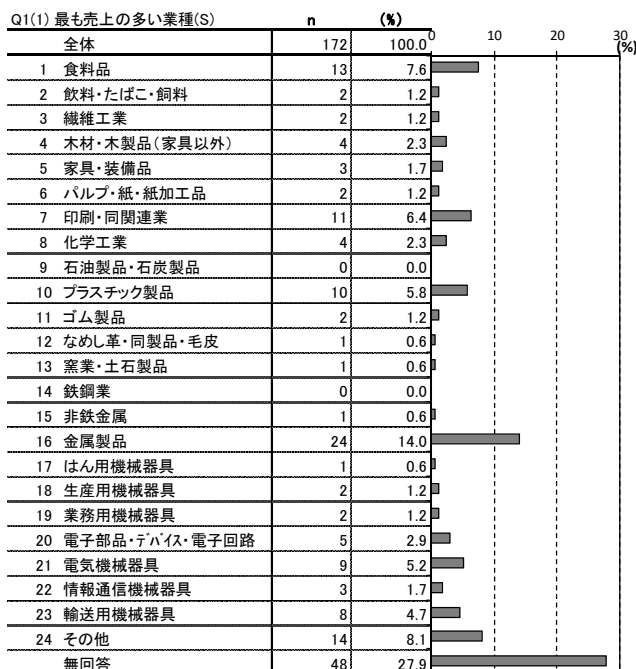 Q1(1) 最も売上の多い業種(S) n (%)
0 10 20 30
(%)
全体 172 100.0
1 食料品 13 7.6
2 飲料・たばこ・飼料 2 1.2
3 繊維工業 2 1.2
4 木材・木製品(家具以外) 4 2.3
5 家具・装備品 3 1.7
6 パルプ・紙・紙加工品 2 1.2
7 印刷・同関連業 11 6.4
8 化学工業 4 2.3
9 石油製品・石炭製品 0 0.0
10 プラスチック製品 10 5.8
11 ゴム製品 2 1.2
12 なめし革・同製品・毛皮 1 0.6
13 窯業・土石製品 1 0.6
14 鉄鋼業 0 0.0
15 非鉄金属 1 0.6
16 金属製品 24 14.0
17 はん用機械器具 1 0.6
18 生産用機械器具 2 1.2
19 業務用機械器具 2 1.2
20 電子部品・デバイス・電子回路 5 2.9
21 電気機械器具 9 5.2
22 情報通信機械器具 3 1.7
23 輸送用機械器具 8 4.7
24 その他 14 8.1
無回答 48 27.9